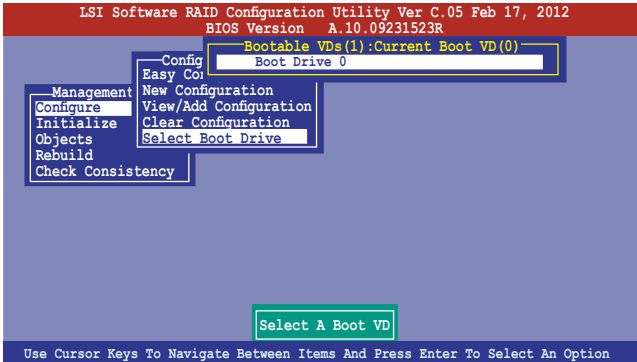 LSI Software RAID Configuration Utility Ver C.05 Feb 17, 2012
BIOS Version A.10.09231523R
Bootable VDs(1):Current Boot VD(0)
Boot Drive 0
Config
Easy Co
New Configuration
View/Add Configuration
Clear Configuration
Select Boot Drive
Management
Configure
Initialize
Objects
Rebuild
Check Consistency
Select A Boot VD
Use Cursor Keys To Navigate Between Items And Press Enter To Select An Option